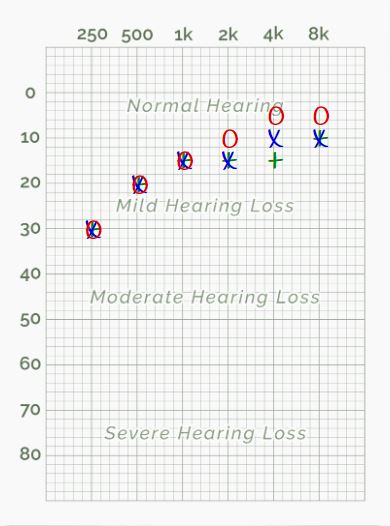 250 500 1k 2k 4k 8k
0
Normal Hearing
10
20
Mild Hearing Loss
30
40
Moderate Hearing Loss
50
60
70
Severe Hearing Loss
80